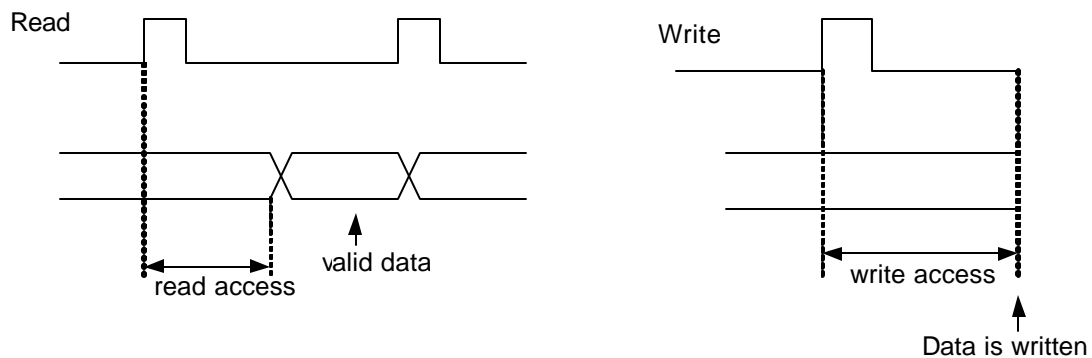 Read
Write
valid data
read access
write access
Data is written